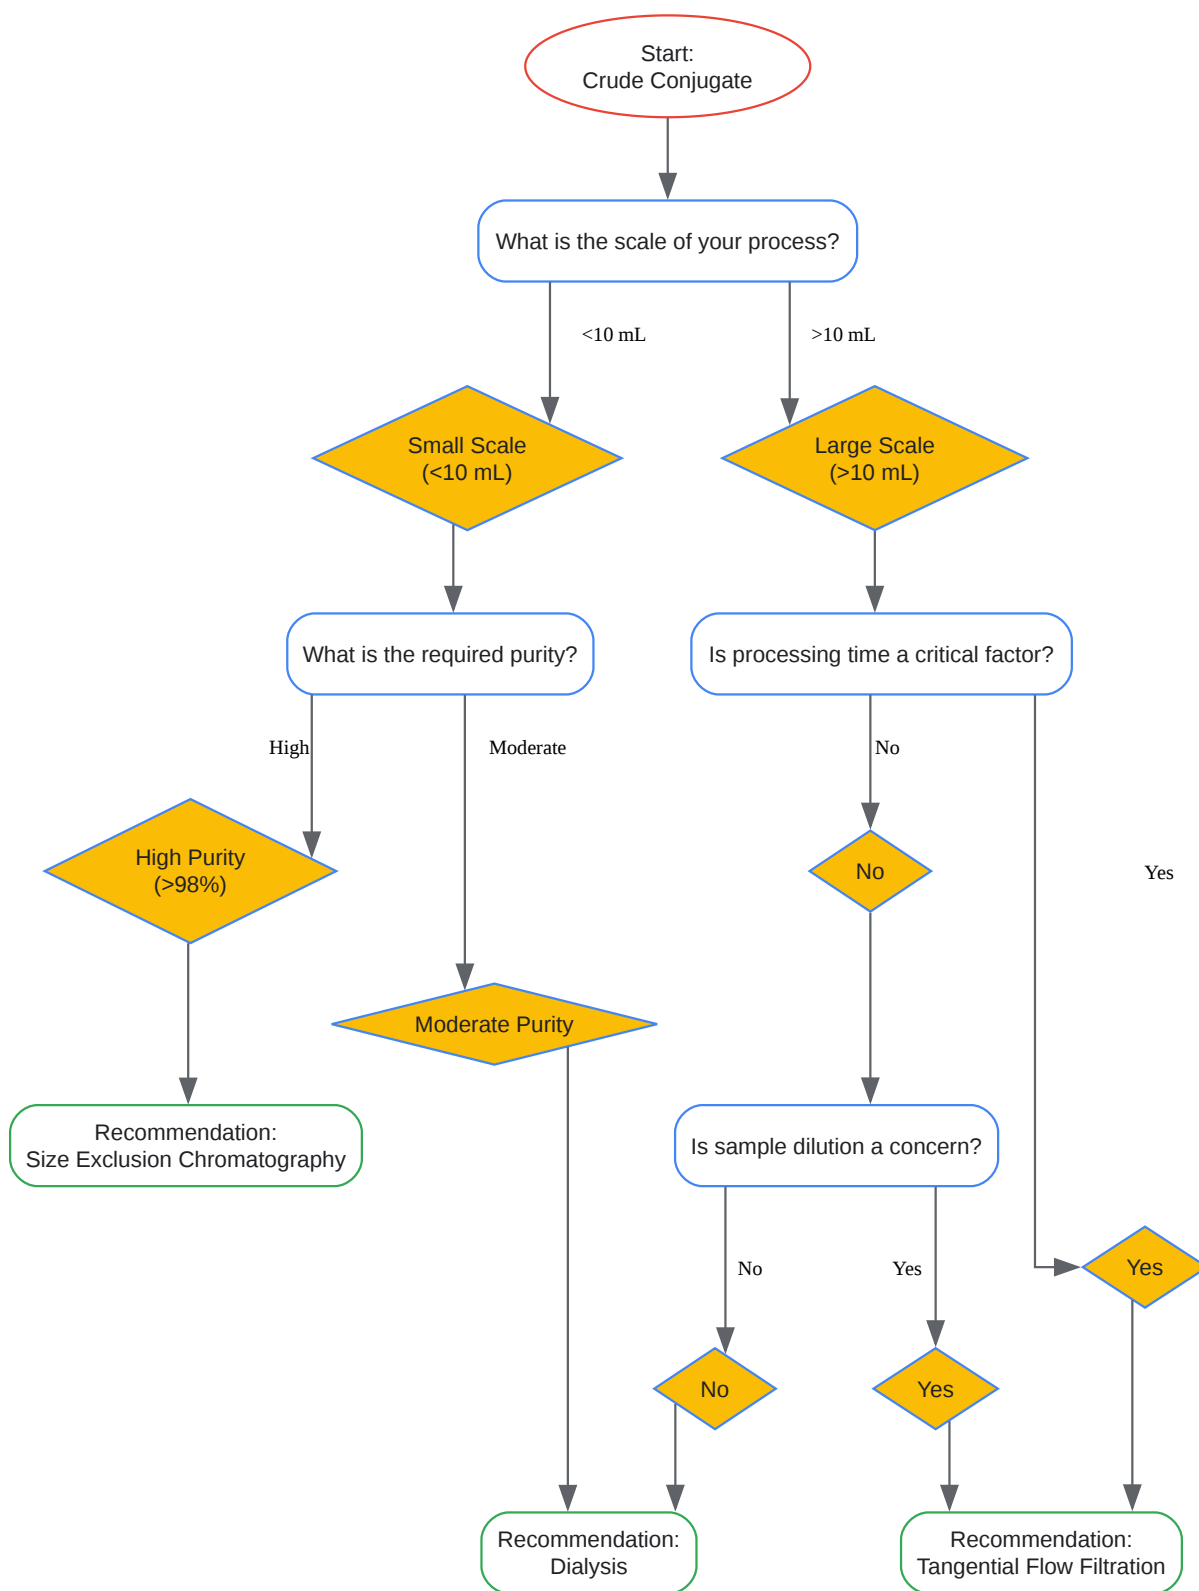 Start:
Crude Conjugate
What is the scale of your process?
<10 mL
>10 mL
Small Scale
(<10 mL)
Large Scale
(>10 mL)
What is the required purity?
Is processing time a critical factor?
High
Moderate
No
High Purity
(>98%)
No
Yes
Moderate Purity
Recommendation:
Size Exclusion Chromatography
Is sample dilution a concern?
No
Yes
Yes
No
Yes
Recommendation:
Dialysis
Recommendation:
Tangential Flow Filtration